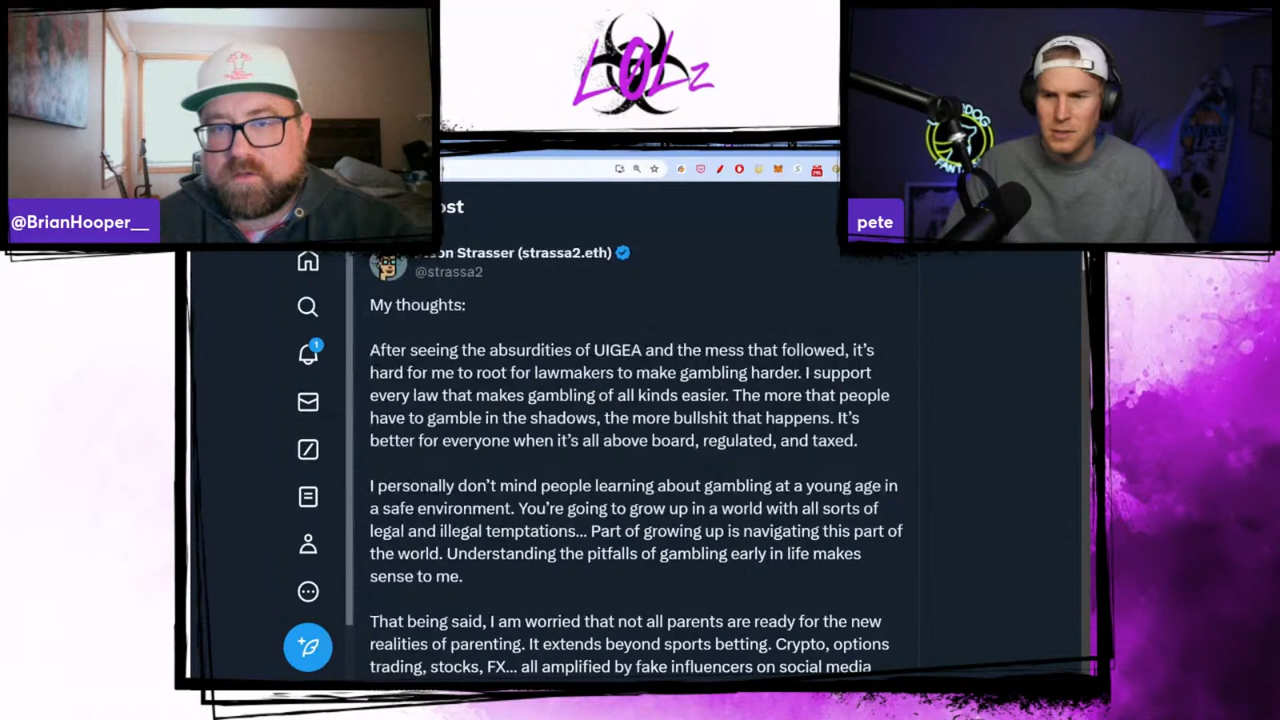 LOLz
@BrianHooper__
pete
ost
Strasser (strassa2.eth)
@strassa2
1
My thoughts:
After seeing the absurdities of UIGEA and the mess that followed, it's
hard for me to root for lawmakers to make gambling harder. I support
every law that makes gambling of all kinds easier. The more that people
have to gamble in the shadows, the more bullshit that happens. It's
better for everyone when it's all above board, regulated, and taxed.
I personally don't mind people learning about gambling at a young age in
a safe environment. You're going to grow up in a world with all sorts of
legal and illegal temptations... Part of growing up is navigating this part of
the world. Understanding the pitfalls of gambling early in life makes
sense to me.
That being said, I am worried that not all parents are ready for the new
realities of parenting. It extends beyond sports betting. Crypto, options
trading, stocks, FX... all amplified by fake influencers on social media